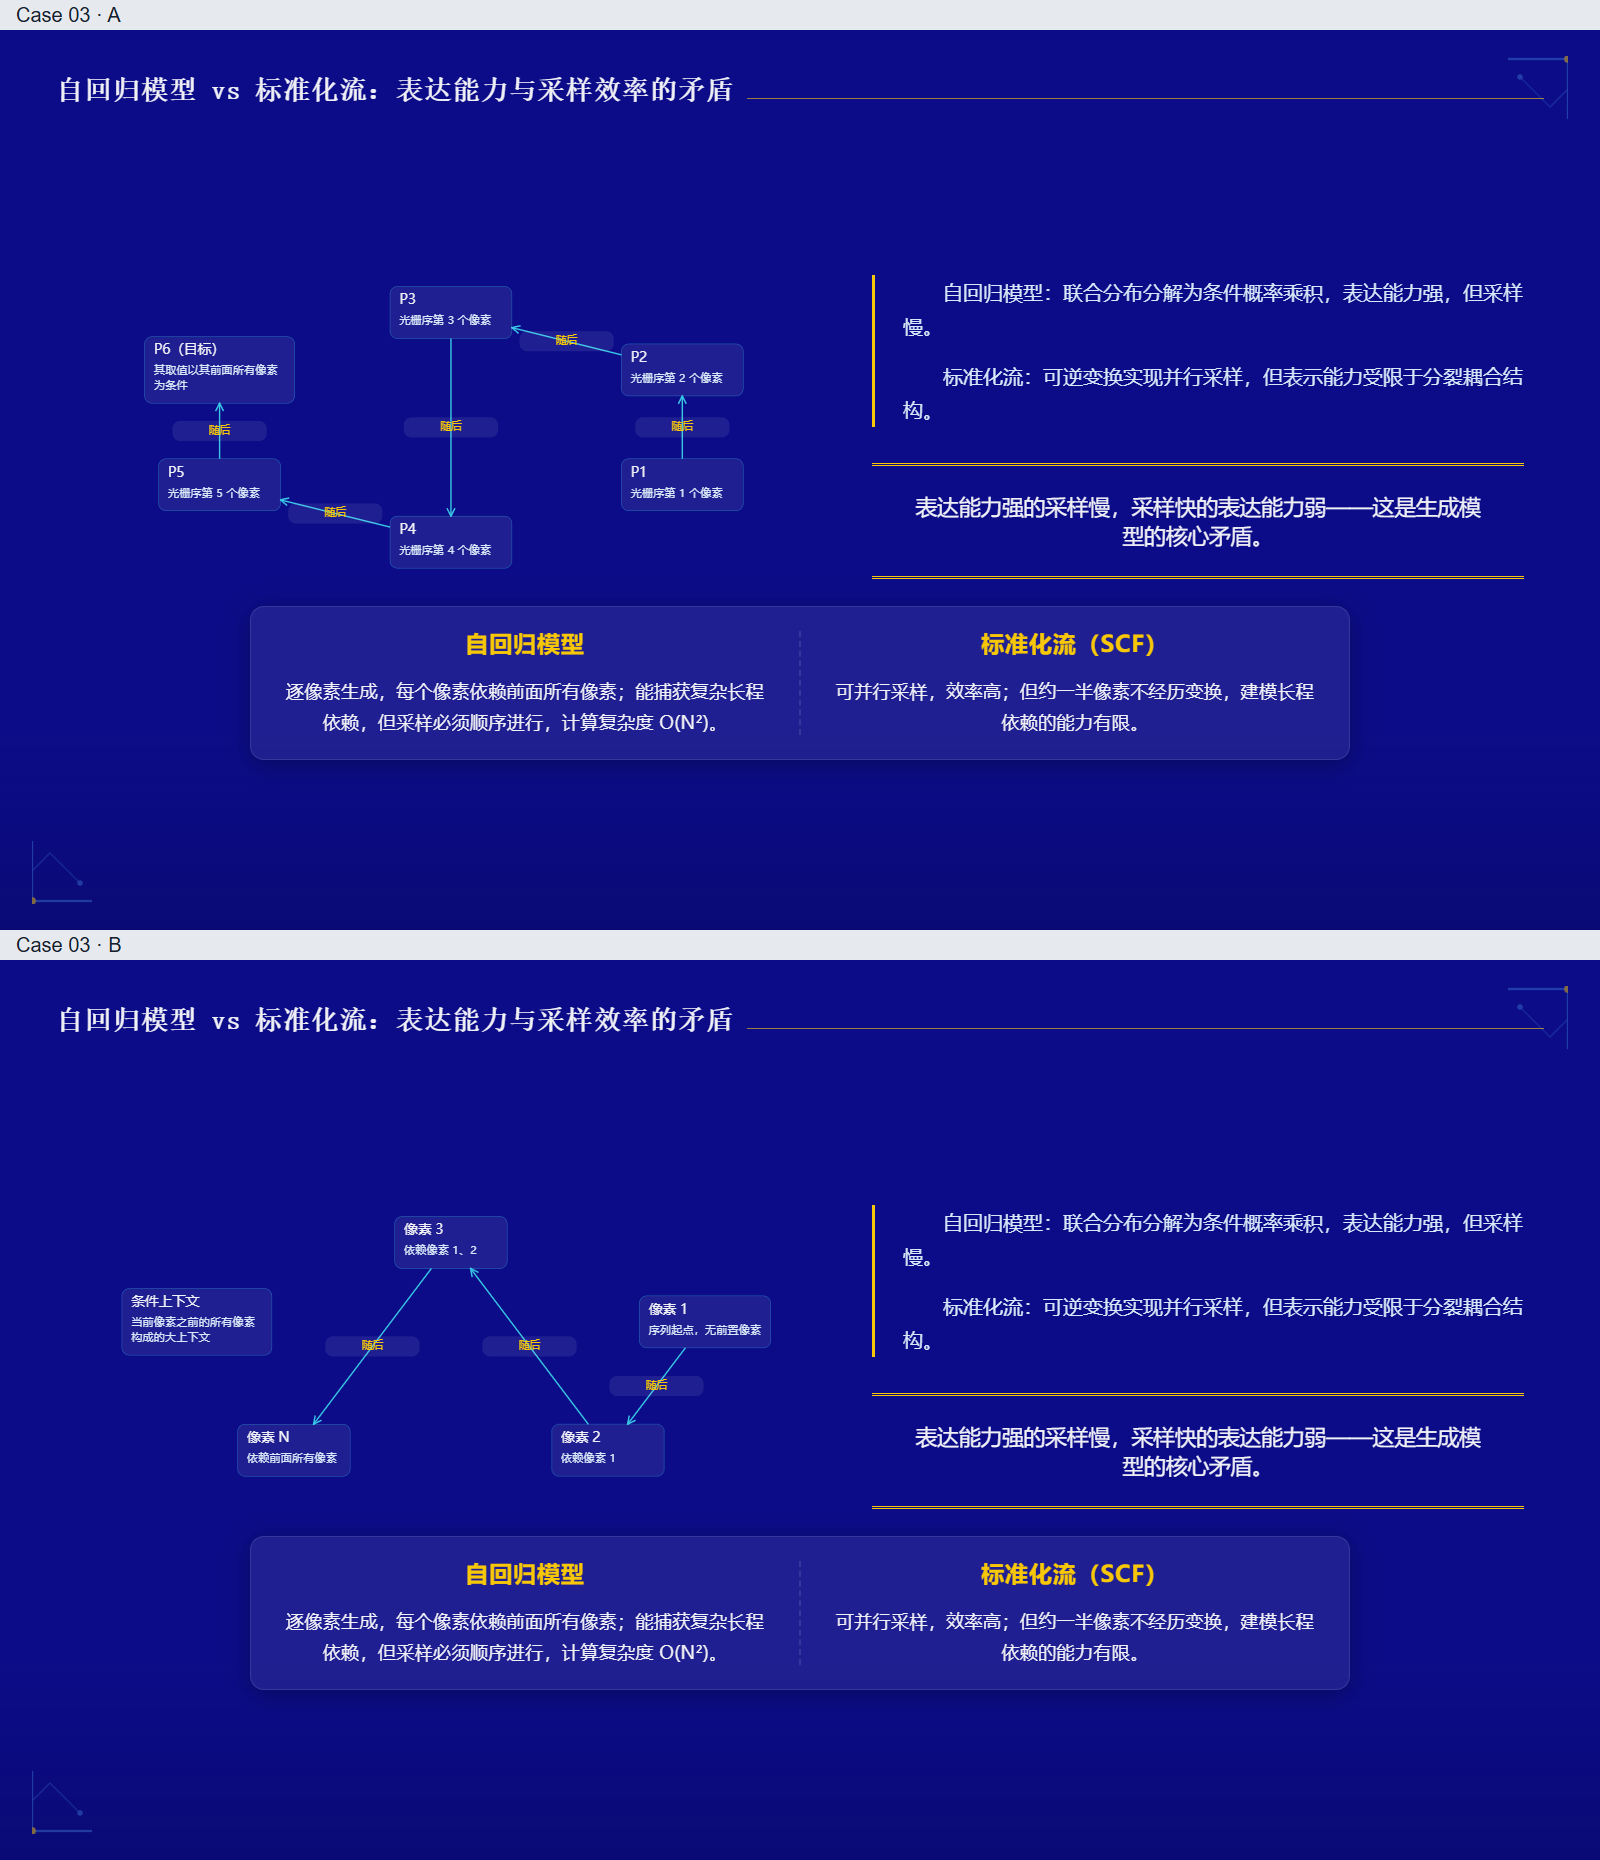 Case 03 · A
自回归模型 vs 标准化流：表达能力与采样效率的矛盾
P3
光栅序第 3 个像素
P6（目标）
其取值以其前面所有像素
为条件
随后
P2
光栅序第 2 个像素
随后
随后
随后
P5
光栅序第 5 个像素
P1
光栅序第 1 个像素
随后
P4
光栅序第 4 个像素
自回归模型：联合分布分解为条件概率乘积，表达能力强，但采样
慢。
标准化流：可逆变换实现并行采样，但表示能力受限于分裂耦合结
构。
表达能力强的采样慢，采样快的表达能力弱——这是生成模
型的核心矛盾。
自回归模型
逐像素生成，每个像素依赖前面所有像素；能捕获复杂长程
依赖，但采样必须顺序进行，计算复杂度 O(N²)。
标准化流（SCF）
可并行采样，效率高；但约一半像素不经历变换，建模长程
依赖的能力有限。
Case 03 · B
自回归模型 vs 标准化流：表达能力与采样效率的矛盾
像素 3
依赖像素 1、2
条件上下文
当前像素之前的所有像素
构成的大上下文
像素 1
序列起点，无前置像素
随后
随后
随后
像素 N
依赖前面所有像素
像素 2
依赖像素 1
自回归模型：联合分布分解为条件概率乘积，表达能力强，但采样
慢。
标准化流：可逆变换实现并行采样，但表示能力受限于分裂耦合结
构。
表达能力强的采样慢，采样快的表达能力弱——这是生成模
型的核心矛盾。
自回归模型
逐像素生成，每个像素依赖前面所有像素；能捕获复杂长程
依赖，但采样必须顺序进行，计算复杂度 O(N²)。
标准化流（SCF）
可并行采样，效率高；但约一半像素不经历变换，建模长程
依赖的能力有限。